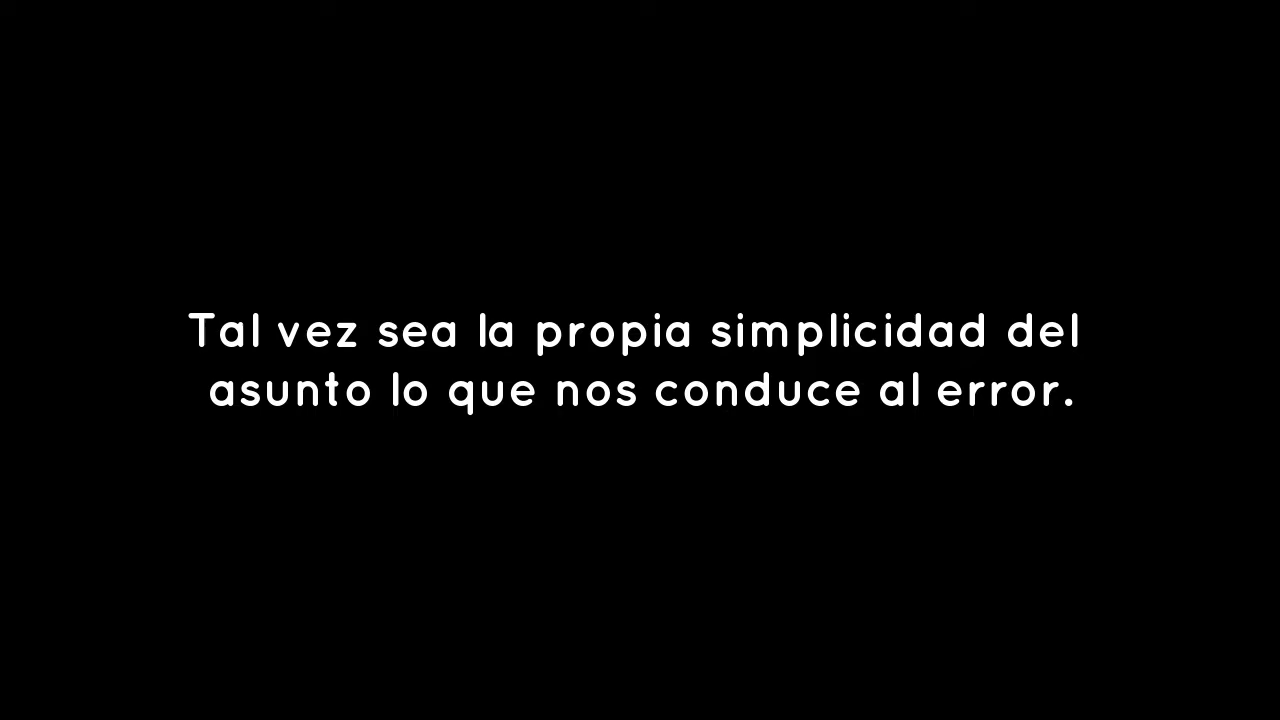 Tal vez sea la propia simplicidad del
asunto lo que nos conduce al error.